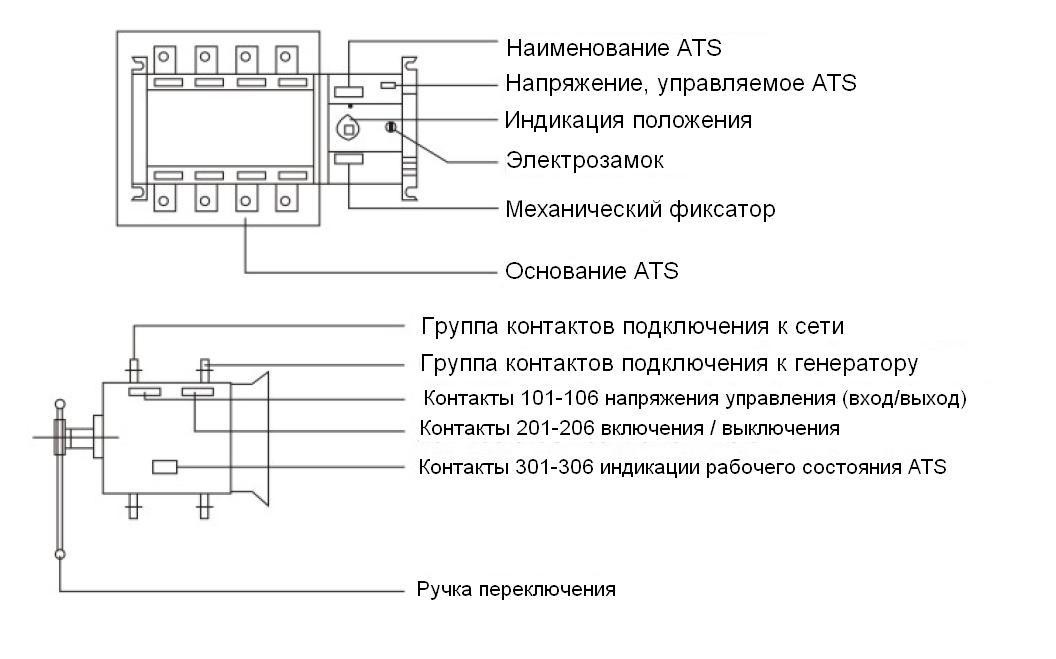 Наименование ATS
Напряжение, управляемое ATS
Индикация положения
Электрозамок
Механический фиксатор
Основание ATS
Группа контактов подключения к сети
Группа контактов подключения к генератору
Контакты 101-106 напряжения управления (вход/выход)
Контакты 201-206 включения / выключения
Контакты 301-306 индикации рабочего состояния ATS
Ручка переключения